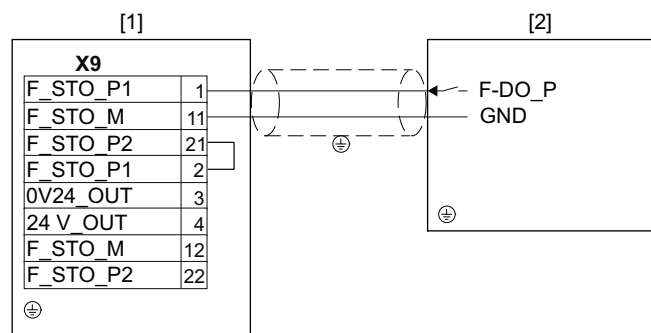 [1] [2]
X9
F_STO_P1 1 F-DO_P
F_STO_M 11 GND
F_STO_P2 21
F_STO_P1 2
0V24_OUT 3
24 V_OUT 4
F_STO_M 12
F_STO_P2 22